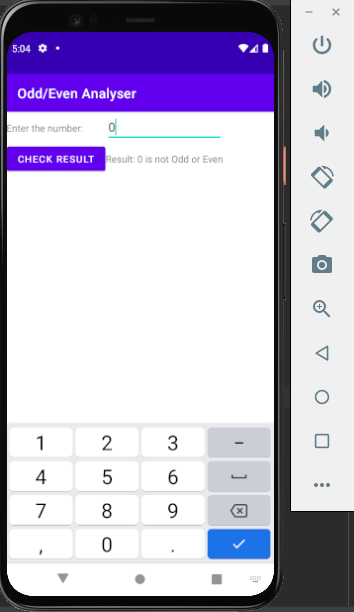 5:04
Odd/Even Analyser
Enter the number: 0
CHECK RESULT Result: 0 is not Odd or Even
1 2 3 -
4 5 6
7 8 9
, 0 .